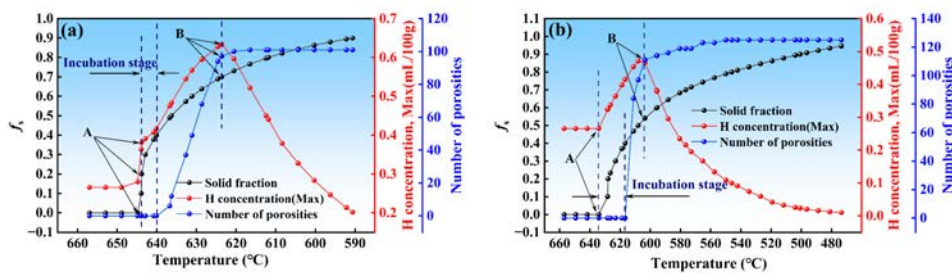 (a)
fs
1.0
0.9
0.8
0.7
0.6
0.5
0.4
0.3
0.2
0.1
0.0
−0.1
660 650 640 630 620 610 600 590
Temperature (°C)
0.7
0.6
0.5
0.4
0.3
0.2
H concentration, Max(mL/100g)
120
100
80
60
40
20
0
Number of porosities
Incubation stage
A
B
Solid fraction
H concentration(Max)
Number of porosities
(b)
fs
1.0
0.9
0.8
0.7
0.6
0.5
0.4
0.3
0.2
0.1
0.0
−0.1
660 640 620 600 580 560 540 520 500 480
Temperature (°C)
0.6
0.5
0.4
0.3
0.2
0.1
0.0
H concentration, Max(mL/100g)
140
120
100
80
60
40
20
0
Number of porosities
B
A
Solid fraction
H concentration(Max)
Number of porosities
Incubation stage